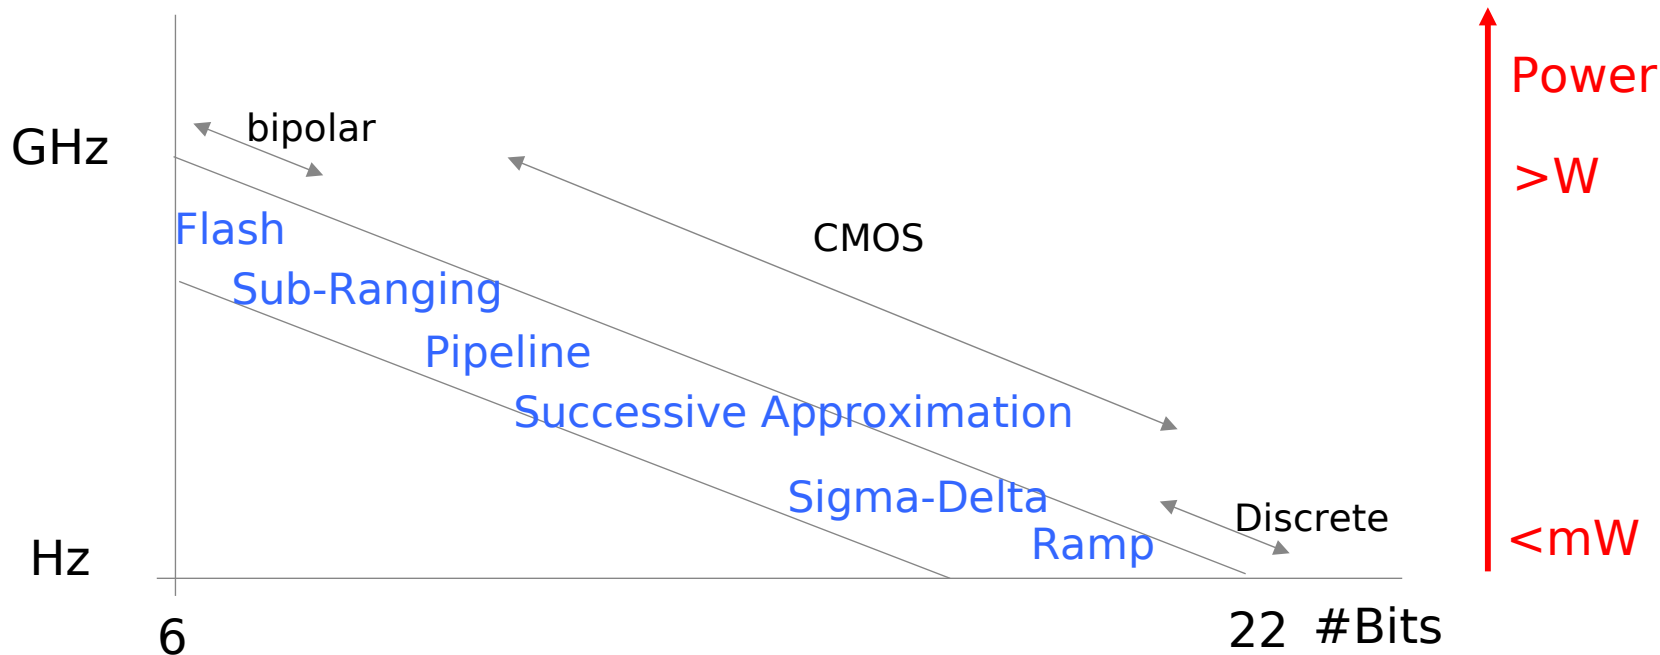 Power
bipolar
GHz
>W
Flash
CMOS
Sub-Ranging
Pipeline
Successive Approximation
Sigma-Delta
Discrete
Ramp
<mW
Hz
6
22 #Bits